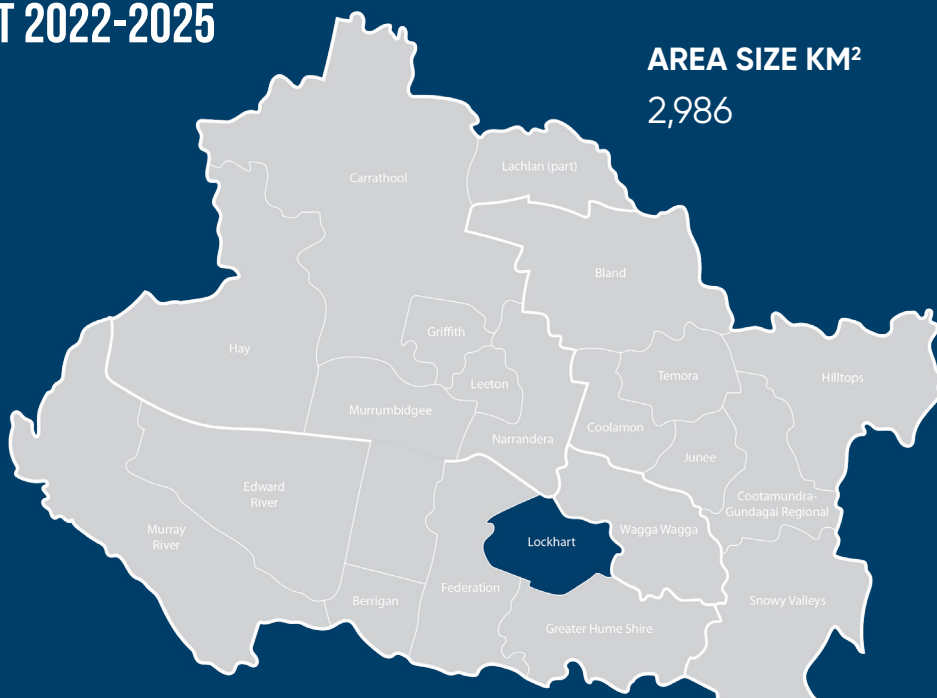 T 2022-2025
AREA SIZE KM²
2,986
Lachlan (part)
Carrathool
Bland
Griffith
Hay
Temora
Hilltops
Leeton
Murrumbidgee
Coolamon
Narrandera
Junee
Edward
River
Cootamundra-
Gundagai Regional
Murray
River
Wagga Wagga
Lockhart
Federation
Berrigan
Snowy Valleys
Greater Hume Shire